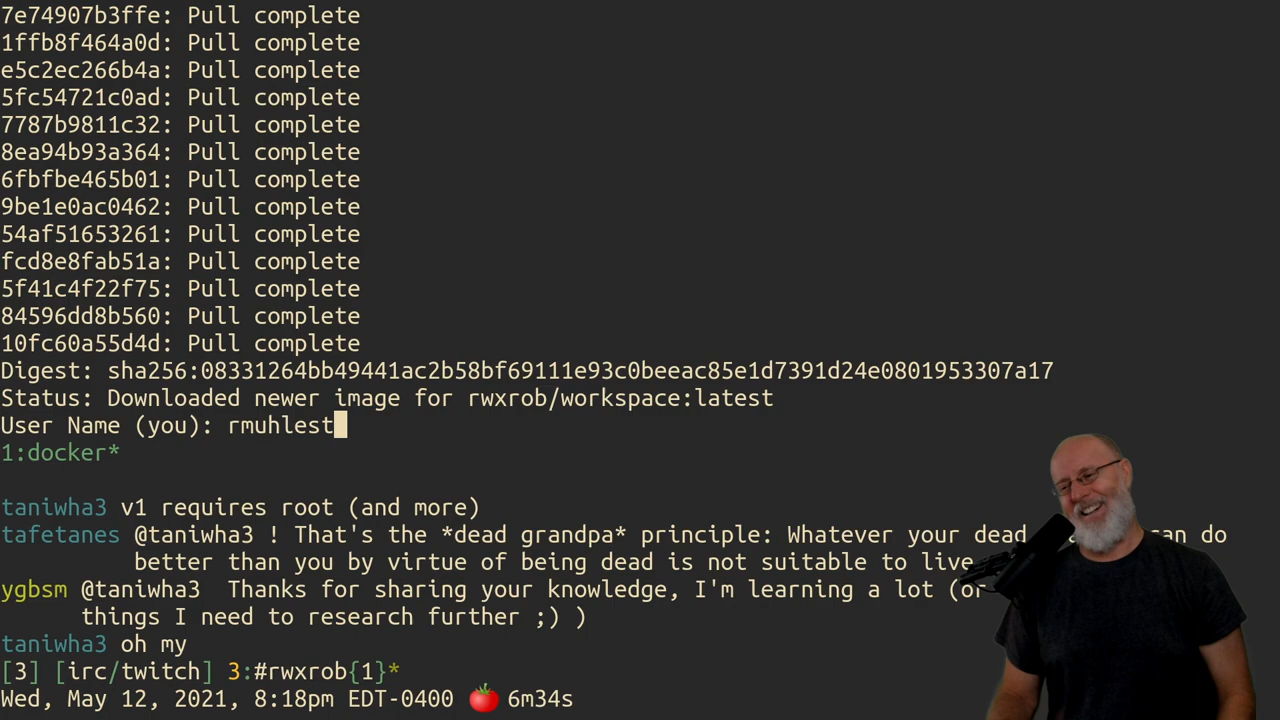 7e74907b3ffe: Pull complete
1ffb8f464a0d: Pull complete
e5c2ec266b4a: Pull complete
5fc54721c0ad: Pull complete
7787b9811c32: Pull complete
8ea94b93a364: Pull complete
6fbfbe465b01: Pull complete
9be1e0ac0462: Pull complete
54af51653261: Pull complete
fcd8e8fab51a: Pull complete
5f41c4f22f75: Pull complete
84596dd8b560: Pull complete
10fc60a55d4d: Pull complete
Digest: sha256:08331264bb49441ac2b58bf69111e93c0beeac85e1d7391d24e0801953307a17
Status: Downloaded newer image for rwxrob/workspace:latest
User Name (you): rmuhlest
1:docker*
taniwha3 v1 requires root (and more)
tafetanes @taniwha3 ! That's the *dead grandpa* principle: Whatever your dead can do
better than you by virtue of being dead is not suitable to live
ygbsm @taniwha3 Thanks for sharing your knowledge, I'm learning a lot (or
things I need to research further ;) )
taniwha3 oh my
[3] [irc/twitch] 3:#rwxrob{1}*
Wed, May 12, 2021, 8:18pm EDT-0400 🍅 6m34s